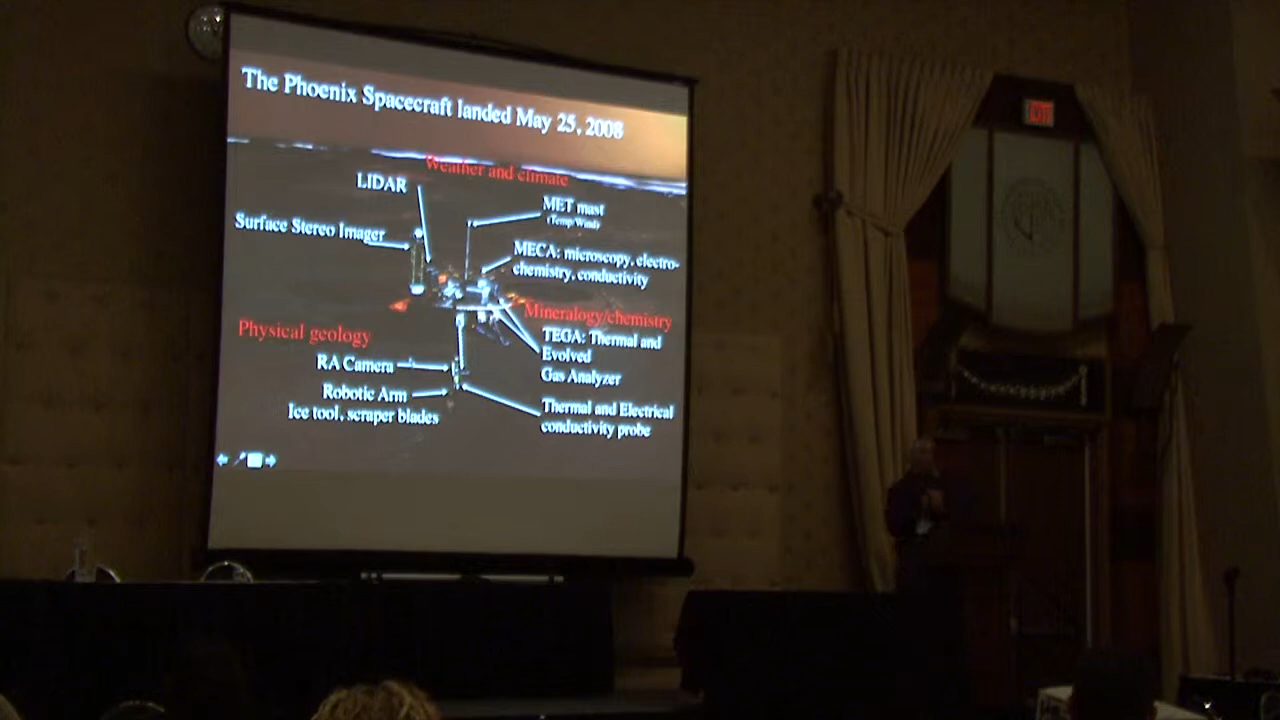 The Phoenix Spacecraft landed May 25, 2008
Weather and climate
LIDAR
MET mast
(Temp/Wind)
Surface Stereo Imager
MECA: microscopy, electro-
chemistry, conductivity
Mineralogy/chemistry
Physical geology
TEGA: Thermal and
Evolved
Gas Analyzer
RA Camera
Robotic Arm
Ice tool, scraper blades
Thermal and Electrical
conductivity probe
EXIT